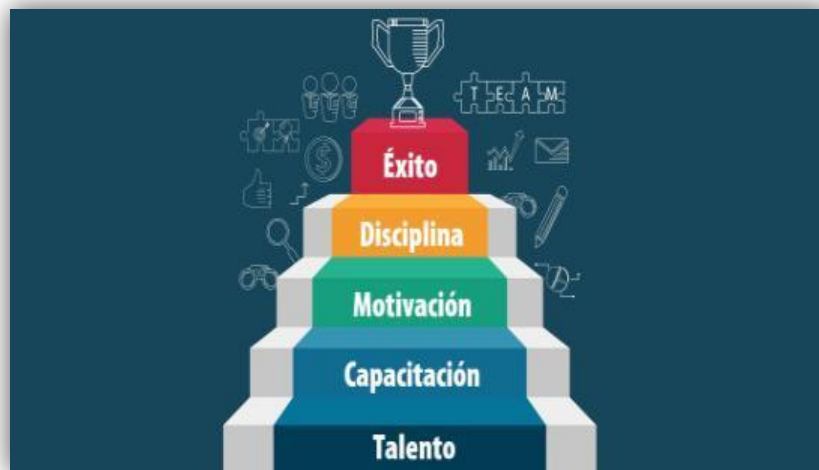 TEAM
Éxito
Disciplina
Motivación
Capacitación
Talento